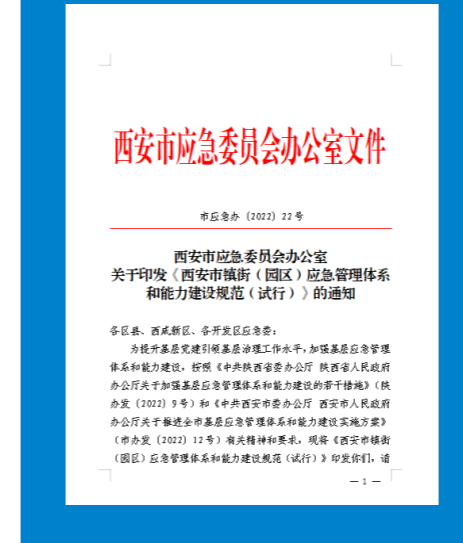 西安市应急委员会办公室文件
市应急办〔2022〕22号
西安市应急委员会办公室
关于印发《西安市镇街(园区)应急管理体系
和能力建设规范(试行)》的通知
各区县、西咸新区、各开发区应急委:
为提升基层党建引领基层治理工作水平,加强基层应急管理
体系和能力建设,按照《中共陕西省委办公厅 陕西省人民政府
办公厅关于加强基层应急管理体系和能力建设的若干措施》(陕
办发〔2022〕9号)和《中共西安市委办公厅 西安市人民政府
办公厅关于推进全市基层应急管理体系和能力建设实施方案》
(市办发〔2022〕12号)有关精神和要求,现将《西安市镇街
(园区)应急管理体系和能力建设规范(试行)》印发你们,请
— 1 —